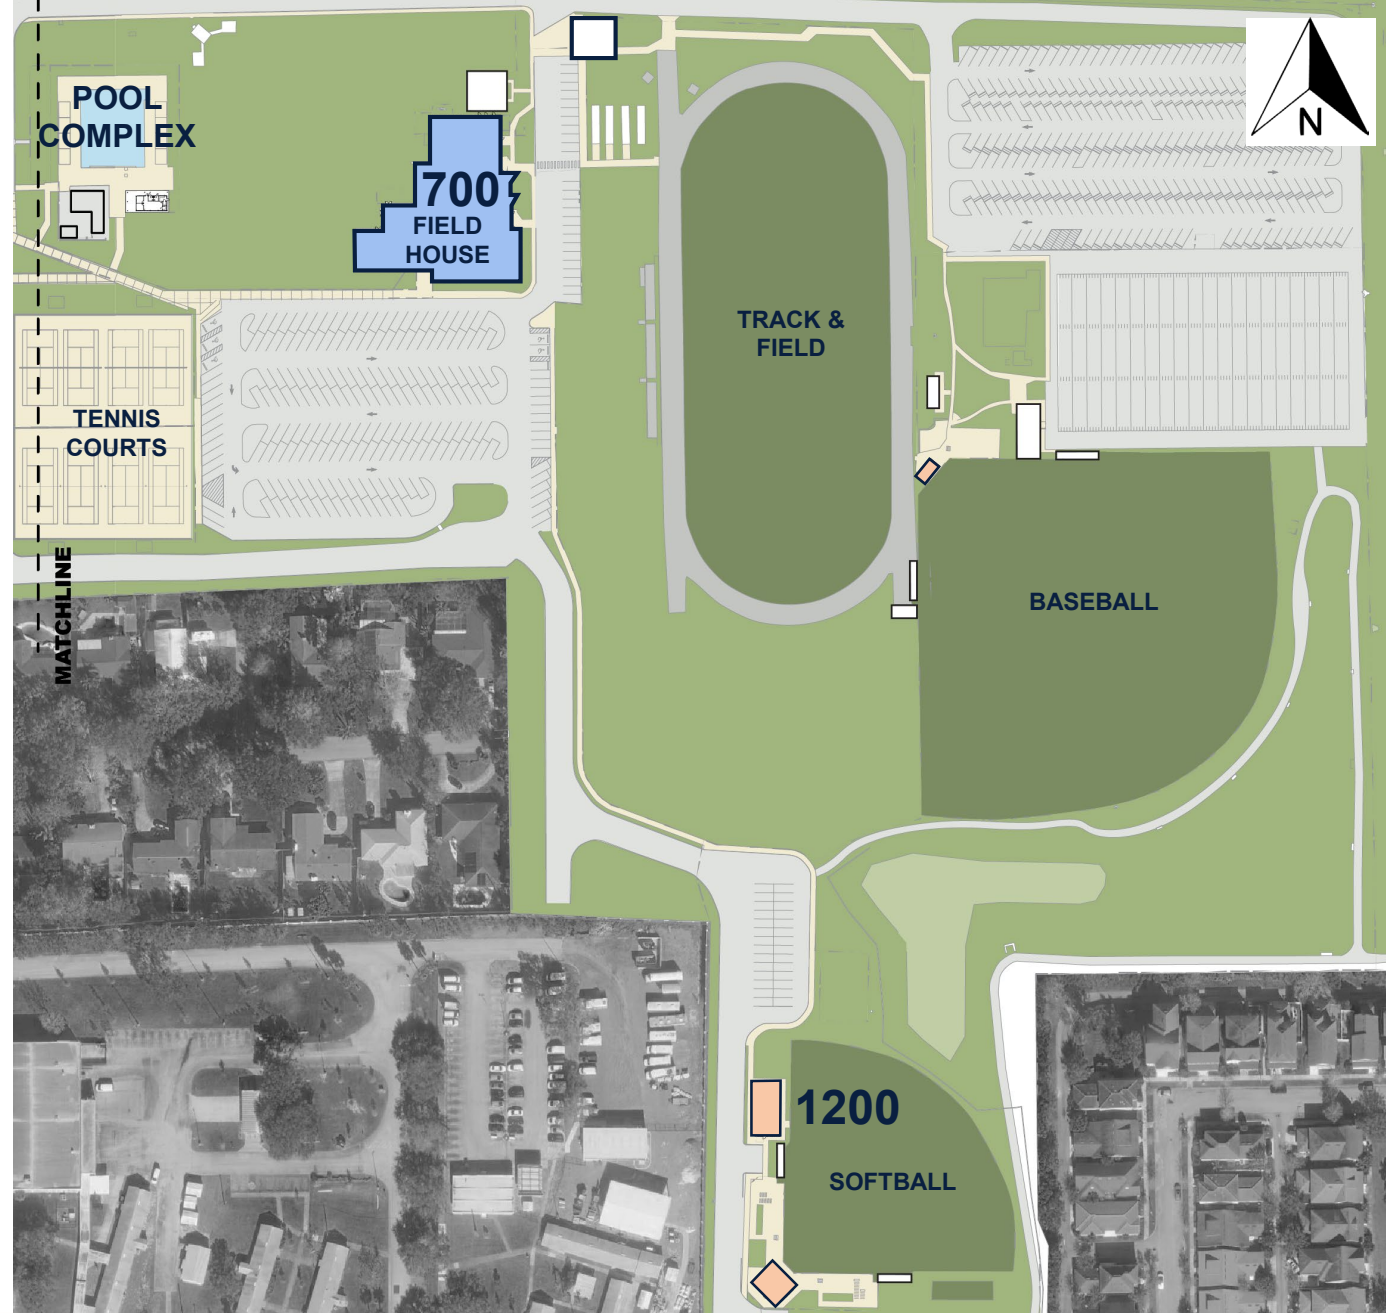 N
POOL
COMPLEX
700
FIELD
HOUSE
TRACK &
FIELD
TENNIS
COURTS
MATCHLINE
BASEBALL
1200
SOFTBALL